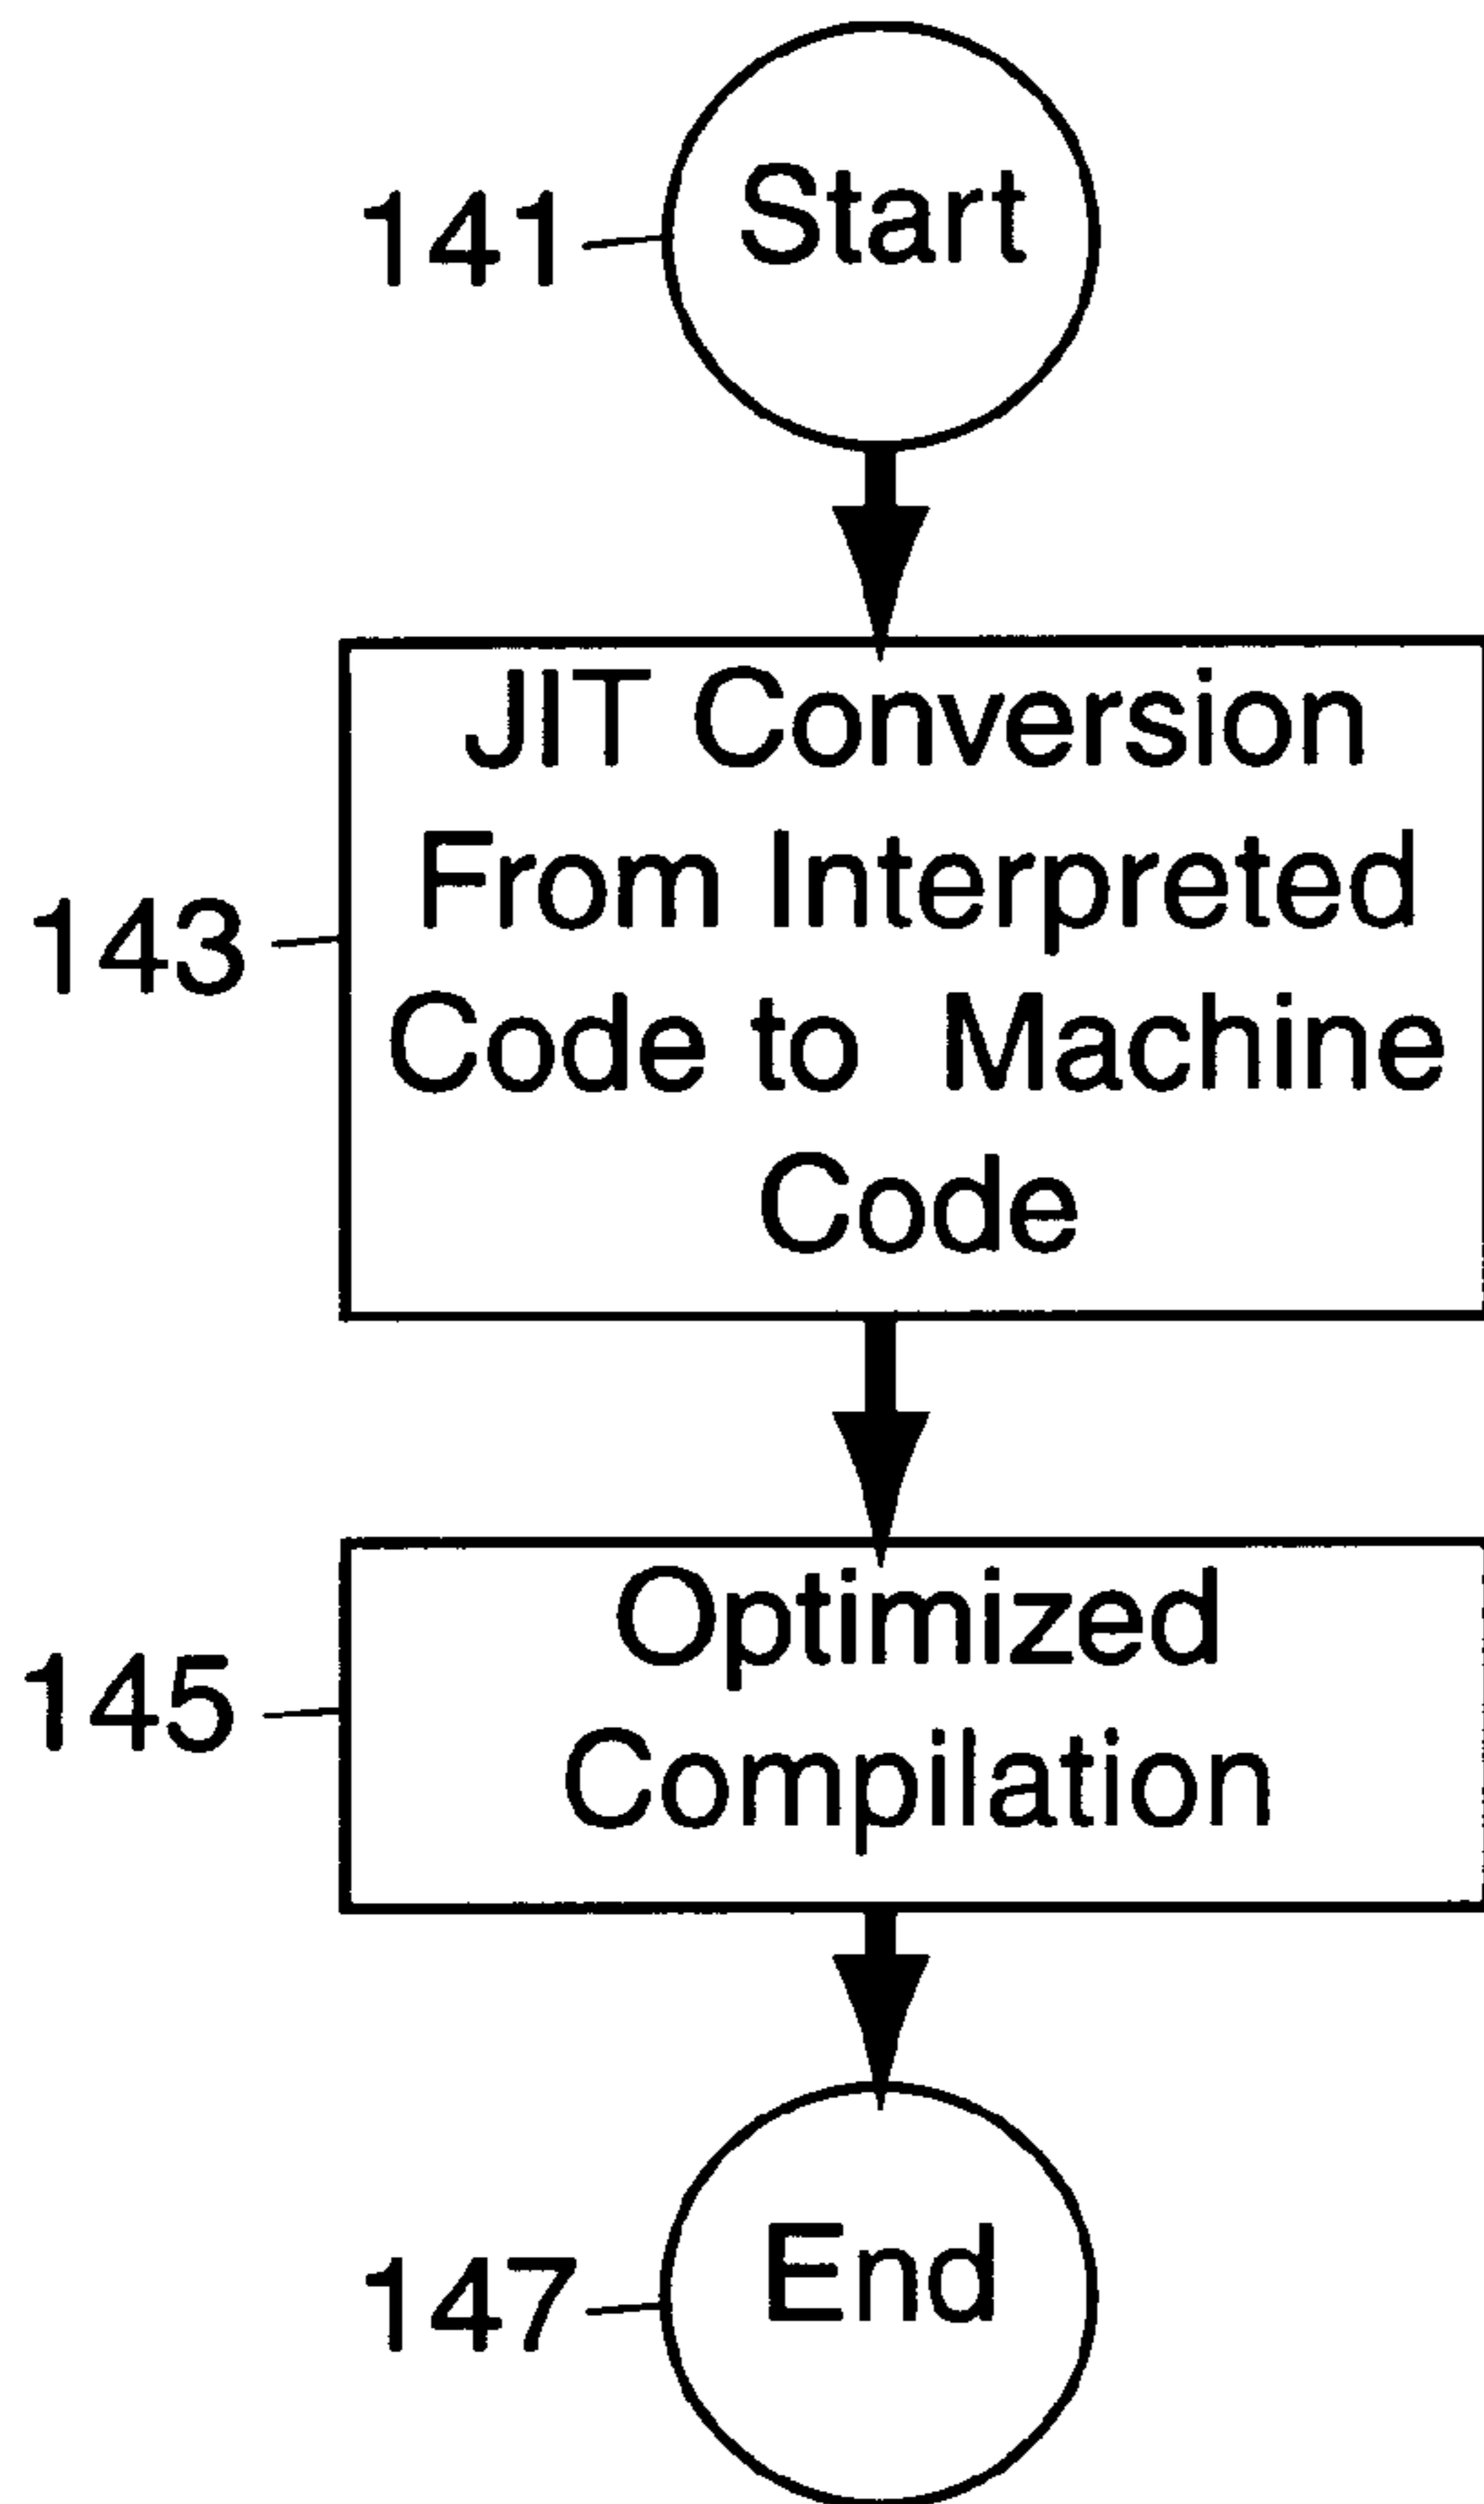 141 Start
JIT Conversion
From Interpreted
143
Code to Machine
Code
Optimized
145
Compilation
147 End